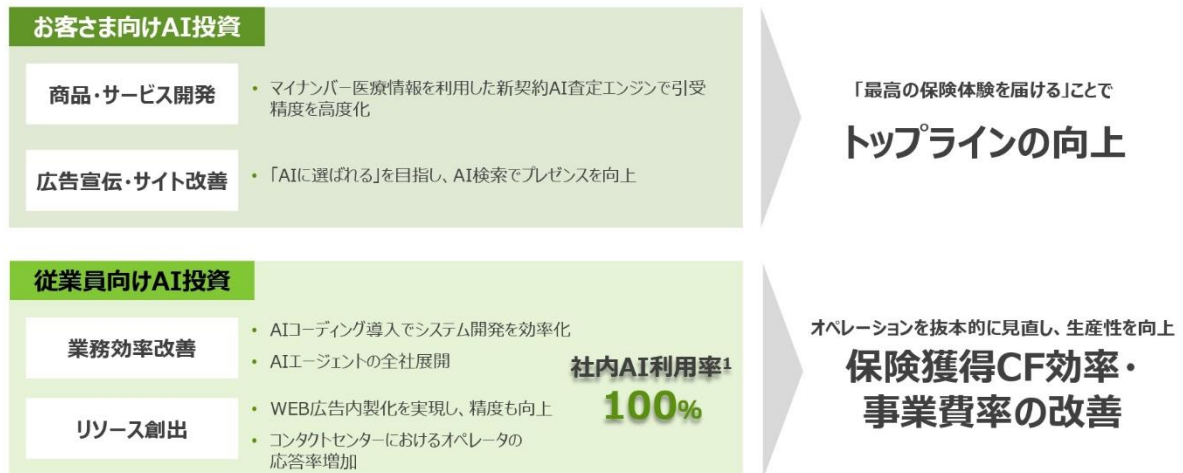 お客さま向けAI投資
商品・サービス開発
• マイナンバー医療情報を利用した新契約AI査定エンジンで引受
精度を高度化
広告宣伝・サイト改善
• 「AIに選ばれる」を目指し、AI検索でプレゼンスを向上
「最高の保険体験を届ける」ことで
トップラインの向上
従業員向けAI投資
業務効率改善
• AIコーディング導入でシステム開発を効率化
• AIエージェントの全社展開
リソース創出
• WEB広告内製化を実現し、精度も向上
• コンタクトセンターにおけるオペレータの
応答率増加
社内AI利用率1
100%
オペレーションを抜本的に見直し、生産性を向上
保険獲得CF効率・
事業費率の改善